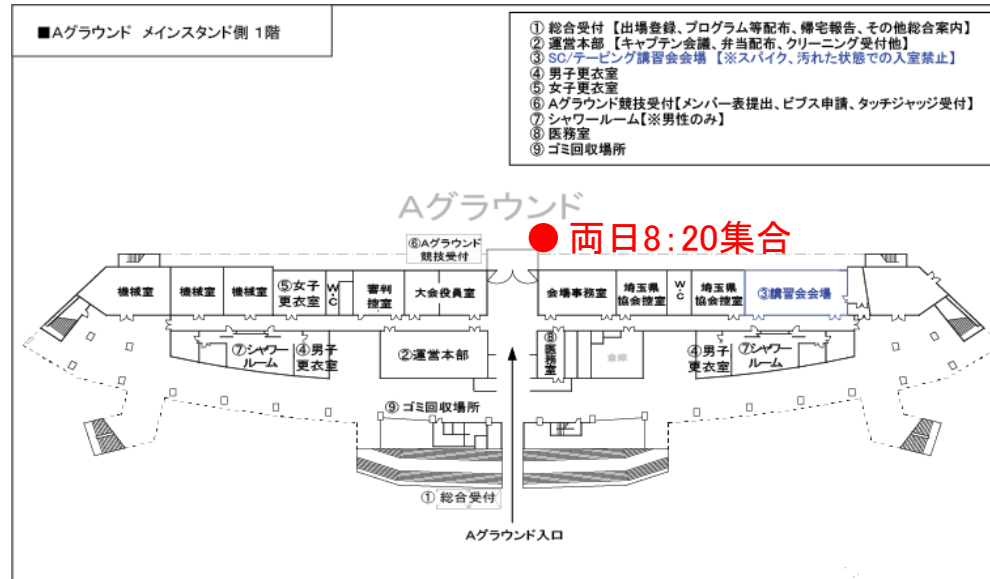 ■Aグラウンド メインスタンド側 1階
① 総合受付 【出場登録、プログラム等配布、帰宅報告、その他総合案内】
② 運営本部 【キャプテン会議、弁当配布、クリーニング受付他】
③ SC/テーピング講習会会場 【※スパイク、汚れた状態での入室禁止】
④ 男子更衣室
⑤ 女子更衣室
⑥ Aグラウンド競技受付【メンバー表提出、ビブス申請、タッチジャッジ受付】
⑦ シャワールーム【※男性のみ】
⑧ 医務室
⑨ ゴミ回収場所
Aグラウンド
● 両日8:20集合
⑥Aグラウンド
競技受付
機械室
機械室
機械室
⑤女子
更衣室
W・C
審判
控室
大会役員室
会場事務室
埼玉県
協会控室
W・C
埼玉県
協会控室
③講習会会場
⑦シャワー
ルーム
④男子
更衣室
②運営本部
⑧医務室
倉庫
④男子
更衣室
⑦シャワー
ルーム
⑨ ゴミ回収場所
① 総合受付
Aグラウンド入口